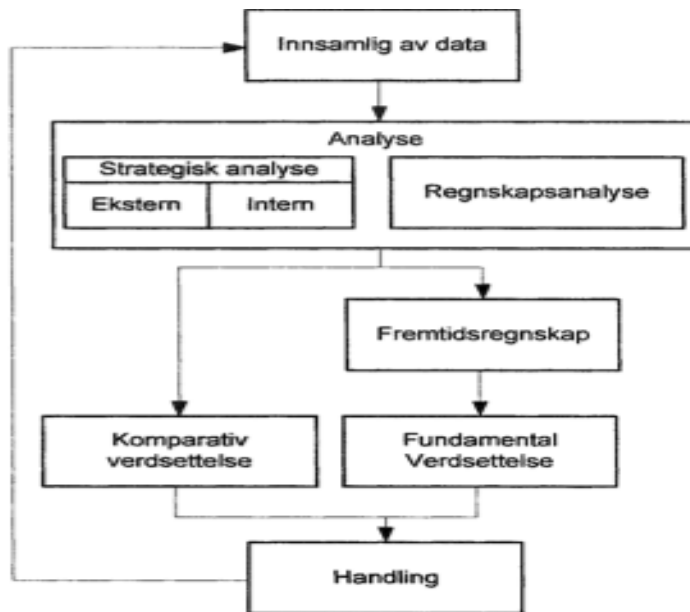 Innsamlig av data
Analyse
Strategisk analyse
Ekstern
Intern
Regnskapsanalyse
Fremtidsregnskap
Komparativ
verdsettelse
Fundamental
Verdsettelse
Handling